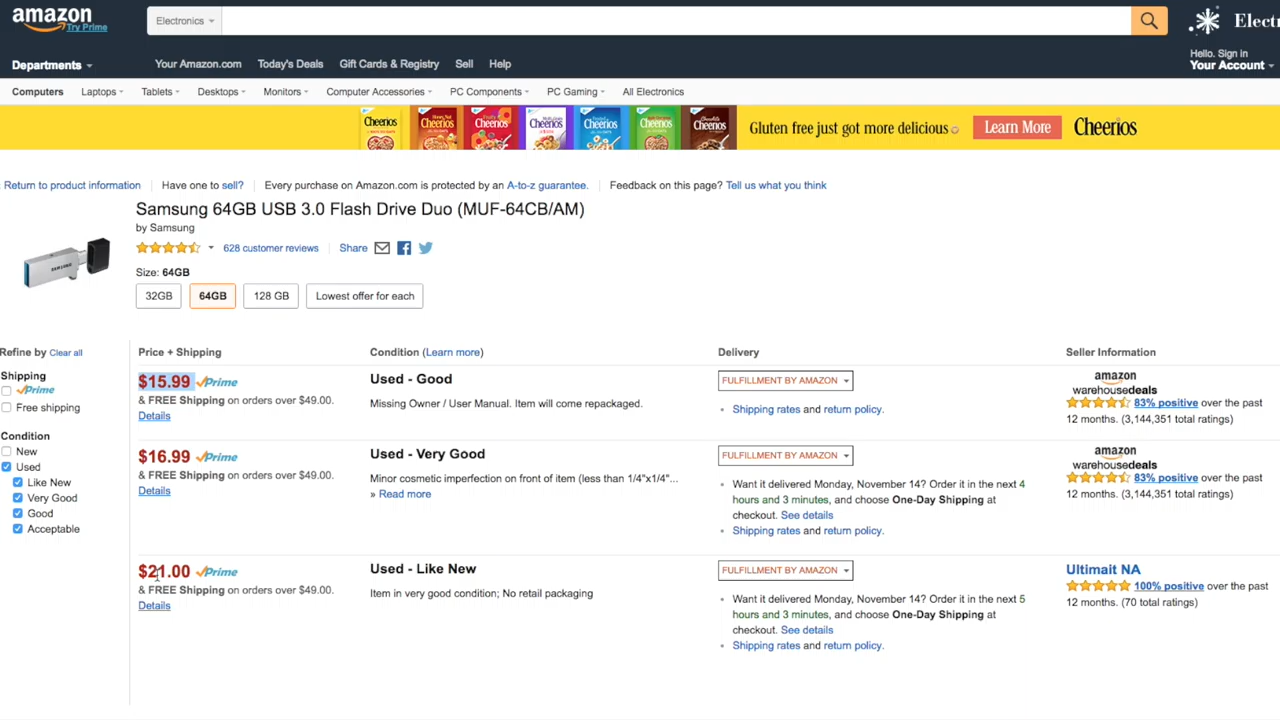 amazon
Try Prime
Electronics
Elect
Hello. Sign in
Your Account
Departments
Your Amazon.com Today's Deals Gift Cards & Registry Sell Help
Computers Laptops Tablets Desktops Monitors Computer Accessories PC Components PC Gaming All Electronics
Cheerios Cheerios Cheerios Cheerios Cheerios Cheerios Cheerios Gluten free just got more delicious Learn More Cheerios
Return to product information Have one to sell? Every purchase on Amazon.com is protected by an A-to-z guarantee. Feedback on this page? Tell us what you think
Samsung 64GB USB 3.0 Flash Drive Duo (MUF-64CB/AM)
by Samsung
SAMSUNG
628 customer reviews Share
Size: 64GB
32GB 64GB 128 GB Lowest offer for each
Refine by Clear all
Shipping
Prime
Free shipping
Condition
New
Used
Like New
Very Good
Good
Acceptable
Price + Shipping Condition (Learn more) Delivery Seller Information
$15.99 Prime
& FREE Shipping on orders over $49.00.
Details
Used - Good
Missing Owner / User Manual. Item will come repackaged.
FULFILLMENT BY AMAZON
• Shipping rates and return policy.
amazon
warehousedeals
83% positive over the past
12 months. (3,144,351 total ratings)
$16.99 Prime
& FREE Shipping on orders over $49.00.
Details
Used - Very Good
Minor cosmetic imperfection on front of item (less than 1/4"x1/4"...
» Read more
FULFILLMENT BY AMAZON
• Want it delivered Monday, November 14? Order it in the next 4
hours and 3 minutes, and choose One-Day Shipping at
checkout. See details
• Shipping rates and return policy.
amazon
warehousedeals
83% positive over the past
12 months. (3,144,351 total ratings)
$21.00 Prime
& FREE Shipping on orders over $49.00.
Details
Used - Like New
Item in very good condition; No retail packaging
FULFILLMENT BY AMAZON
• Want it delivered Monday, November 14? Order it in the next 5
hours and 3 minutes, and choose One-Day Shipping at
checkout. See details
• Shipping rates and return policy.
Ultimait NA
100% positive over the past
12 months. (70 total ratings)